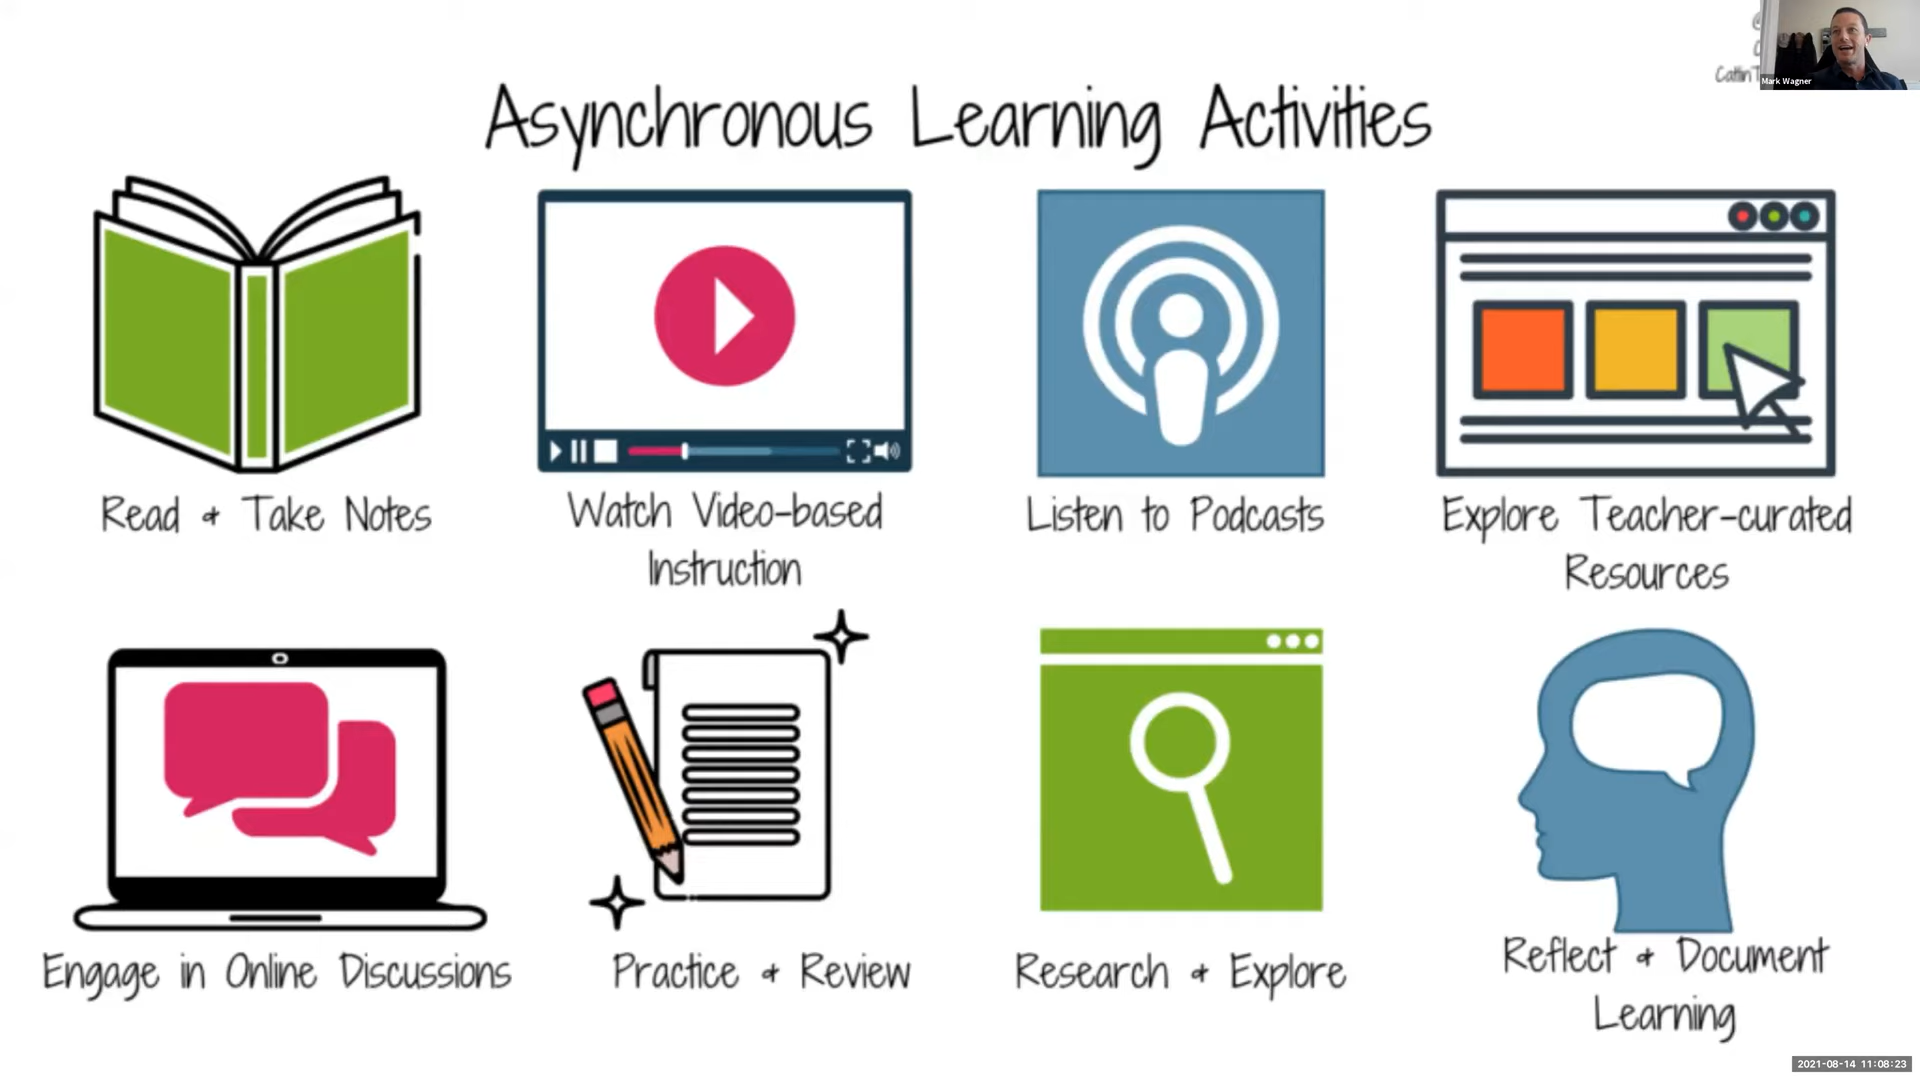 Asynchronous Learning Activities
Mark Wagner
Read & Take Notes
Watch Video-based
Instruction
Listen to Podcasts
Explore Teacher-curated
Resources
Engage in Online Discussions
Practice & Review
Research & Explore
Reflect & Document
Learning
2021-08-14 11:08:23